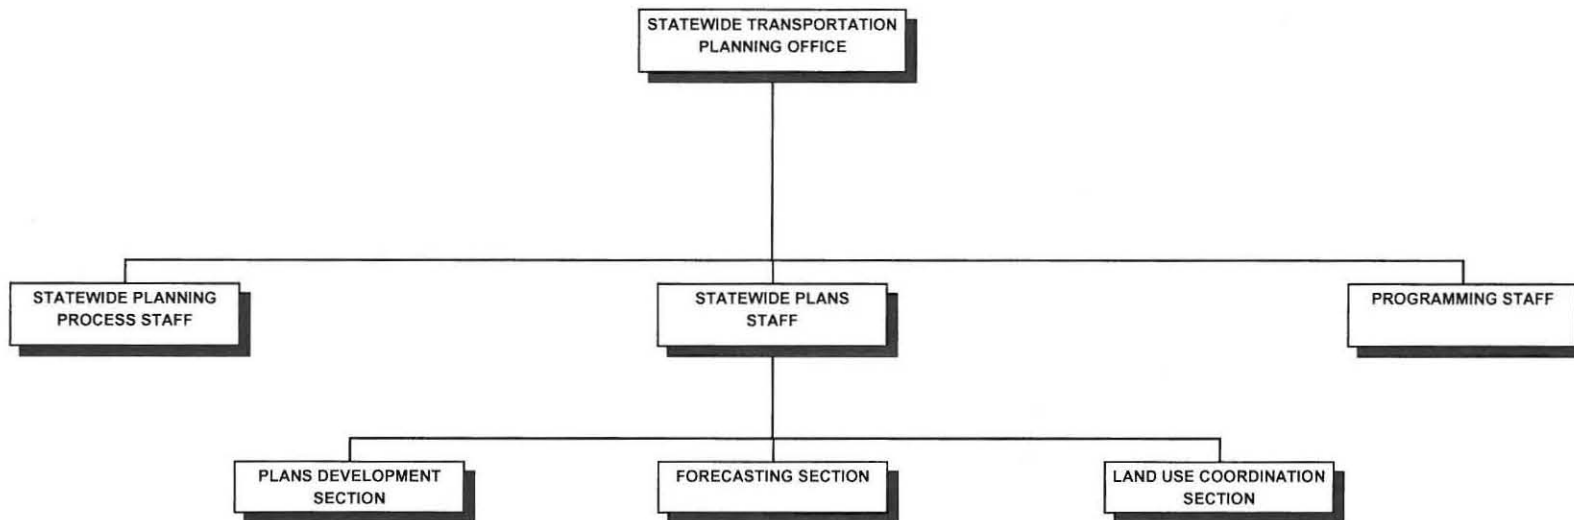 STATEWIDE TRANSPORTATION
PLANNING OFFICE
STATEWIDE PLANNING
PROCESS STAFF
STATEWIDE PLANS
STAFF
PROGRAMMING STAFF
PLANS DEVELOPMENT
SECTION
FORECASTING SECTION
LAND USE COORDINATION
SECTION